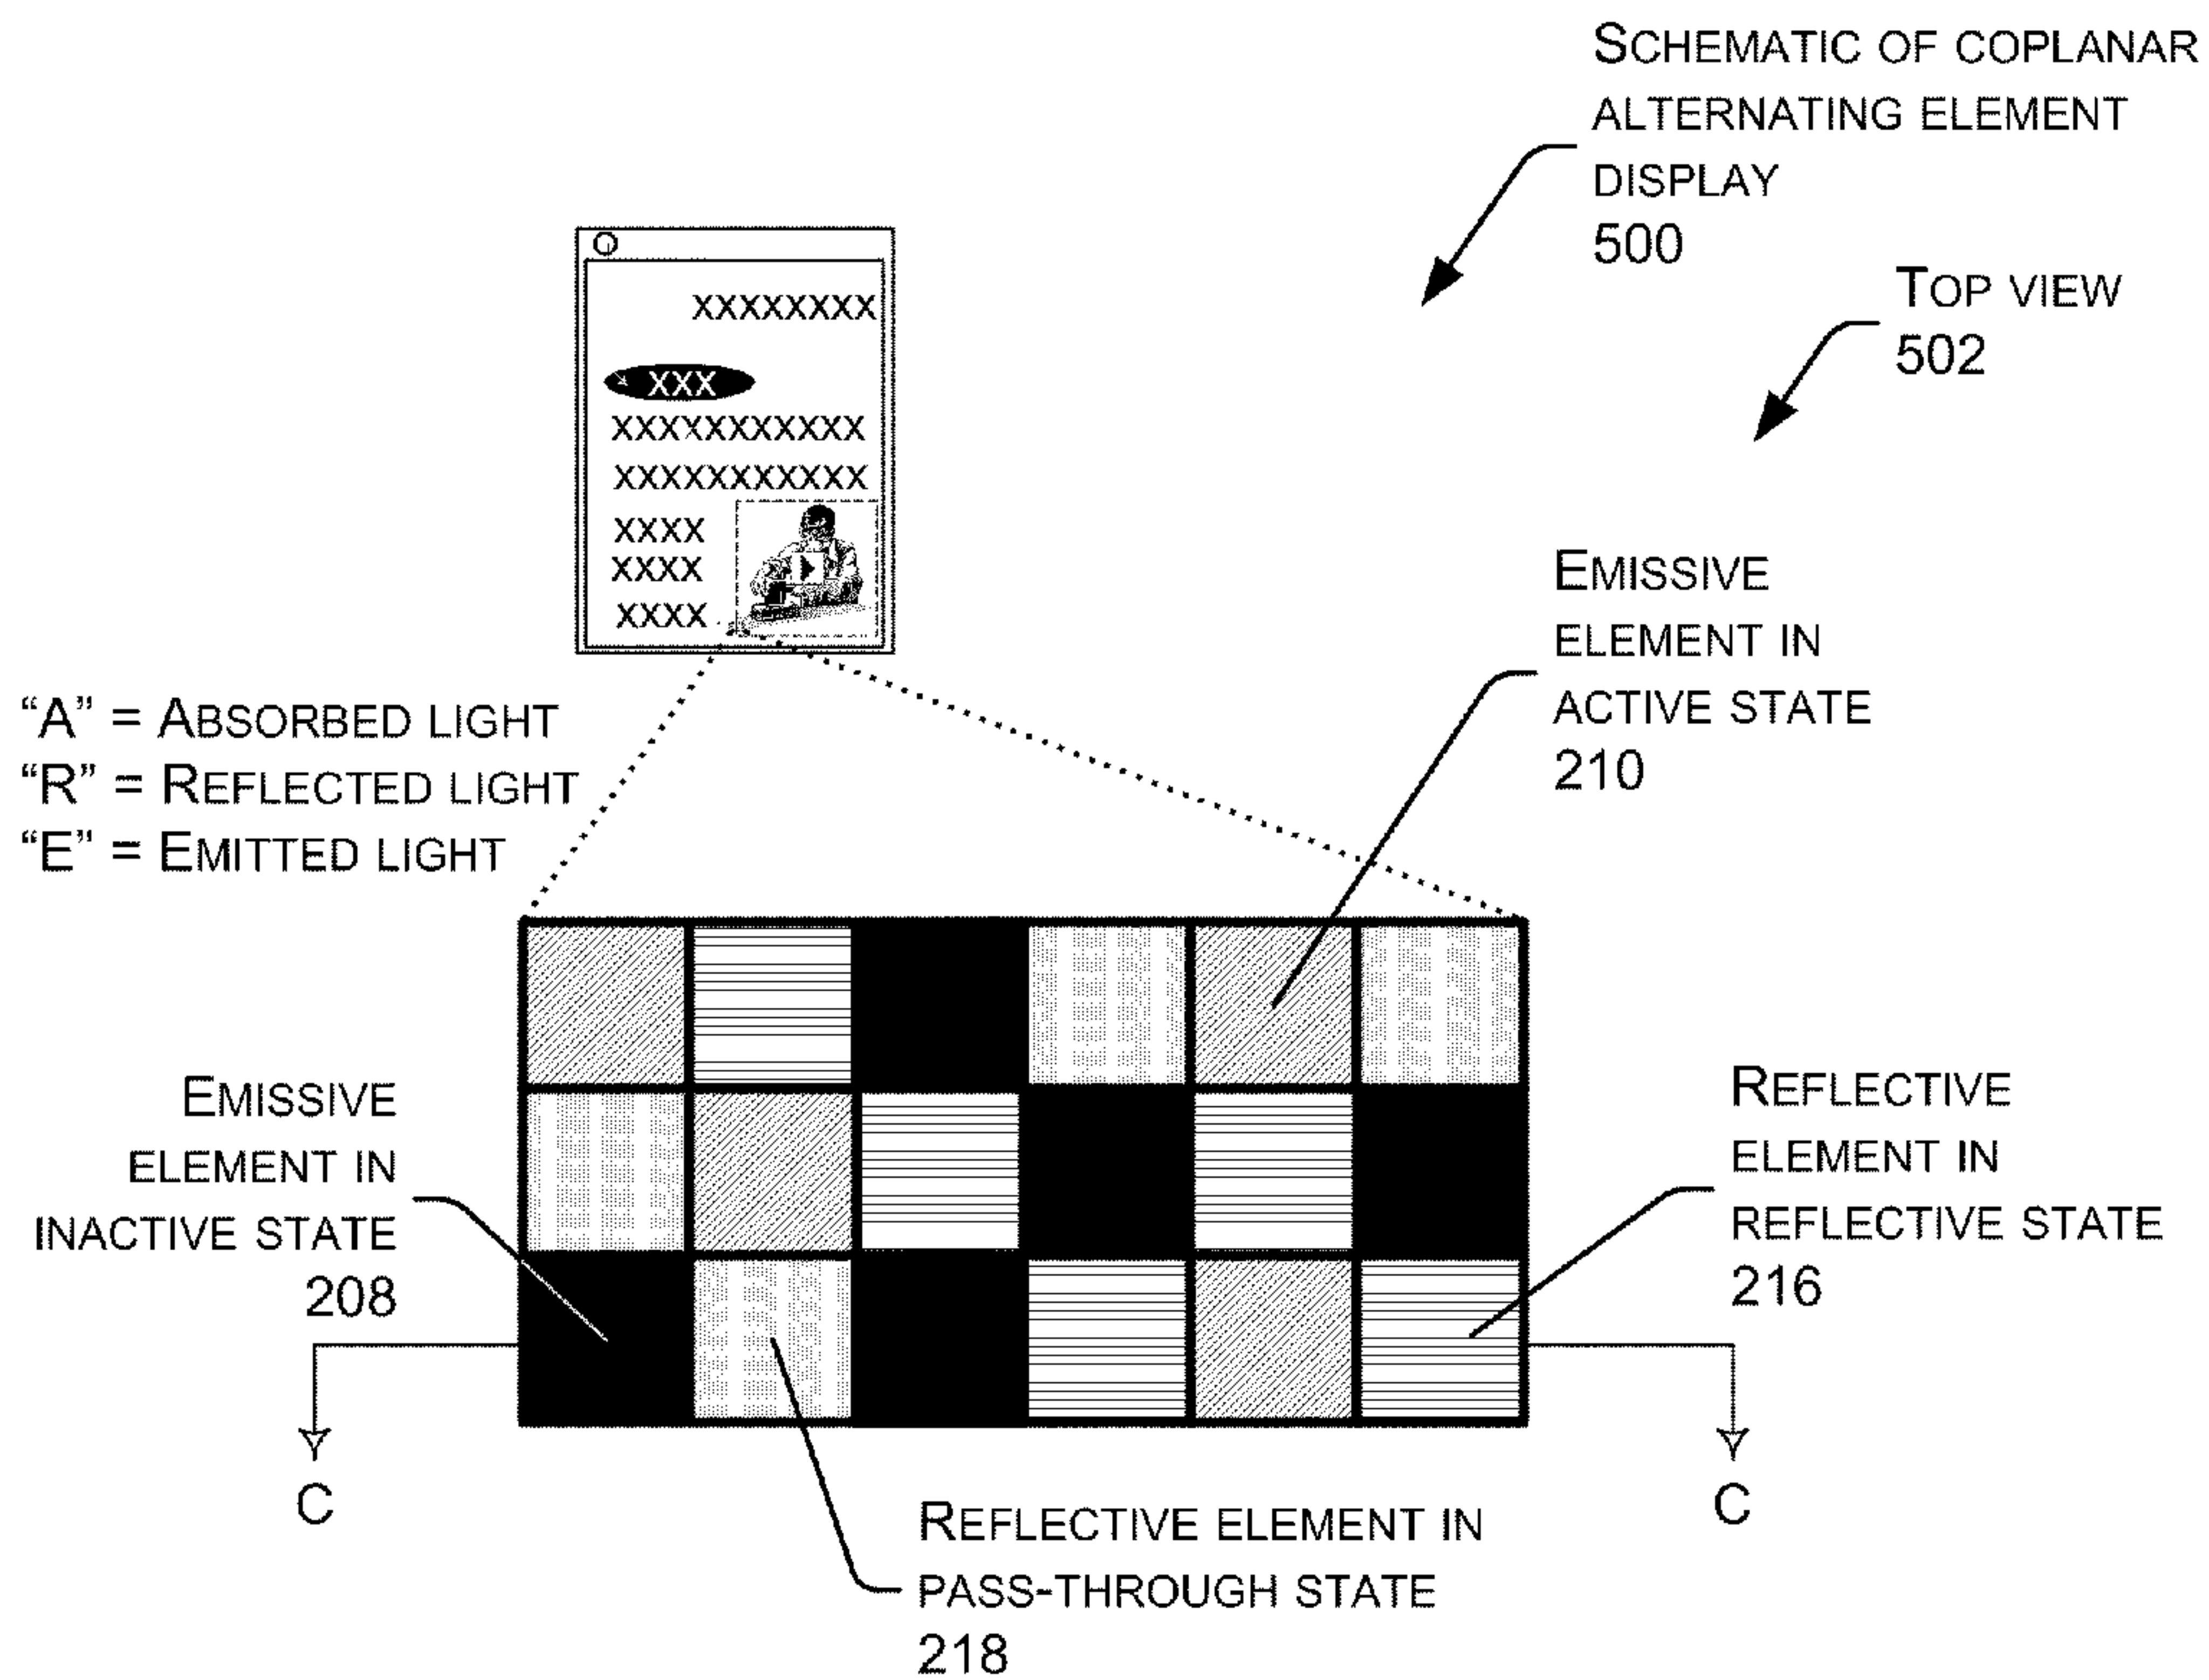 SCHEMATIC OF COPLANAR
ALTERNATING ELEMENT
DISPLAY
500
TOP VIEW
502
XXXXXXXX
XXX
XXXXXXXXXXX
XXXXXXXXXXX
XXXX
XXXX
XXXX
EMISSIVE
ELEMENT IN
ACTIVE STATE
210
“A” = ABSORBED LIGHT
“R” = REFLECTED LIGHT
“E” = EMITTED LIGHT
EMISSIVE
ELEMENT IN
INACTIVE STATE
208
REFLECTIVE
ELEMENT IN
REFLECTIVE STATE
216
C
C
REFLECTIVE ELEMENT IN
PASS-THROUGH STATE
218